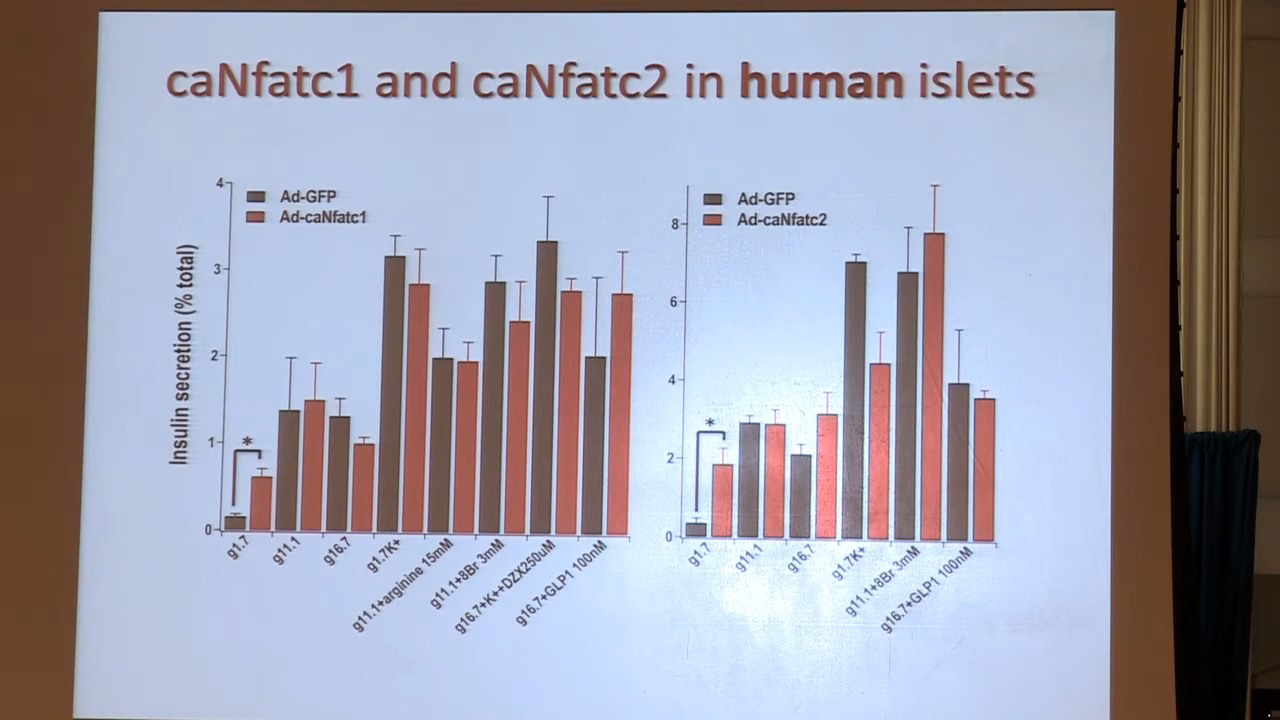 caNfatc1 and caNfatc2 in human islets
Insulin secretion (% total)
4
3
2
1
0
Ad-GFP
Ad-caNfatc1
*
g1.7
g11.1
g16.7
g1.7K+
g11.1+arginine 15mM
g11.1+8Br 3mM
g16.7+K++DZX250uM
g16.7+GLP1 100nM
8
6
4
2
0
Ad-GFP
Ad-caNfatc2
*
g1.7
g11.1
g16.7
g1.7K+
g11.1+8Br 3mM
g16.7+GLP1 100nM